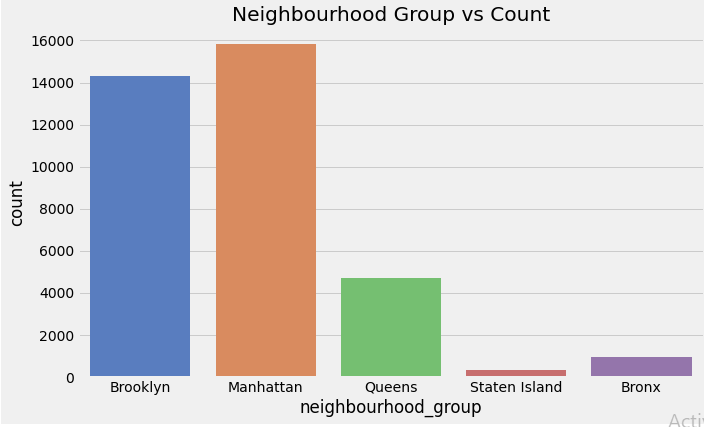 Neighbourhood Group vs Count
16000
14000
12000
10000
8000
6000
4000
2000
0
count
Brooklyn Manhattan Queens Staten Island Bronx
neighbourhood_group